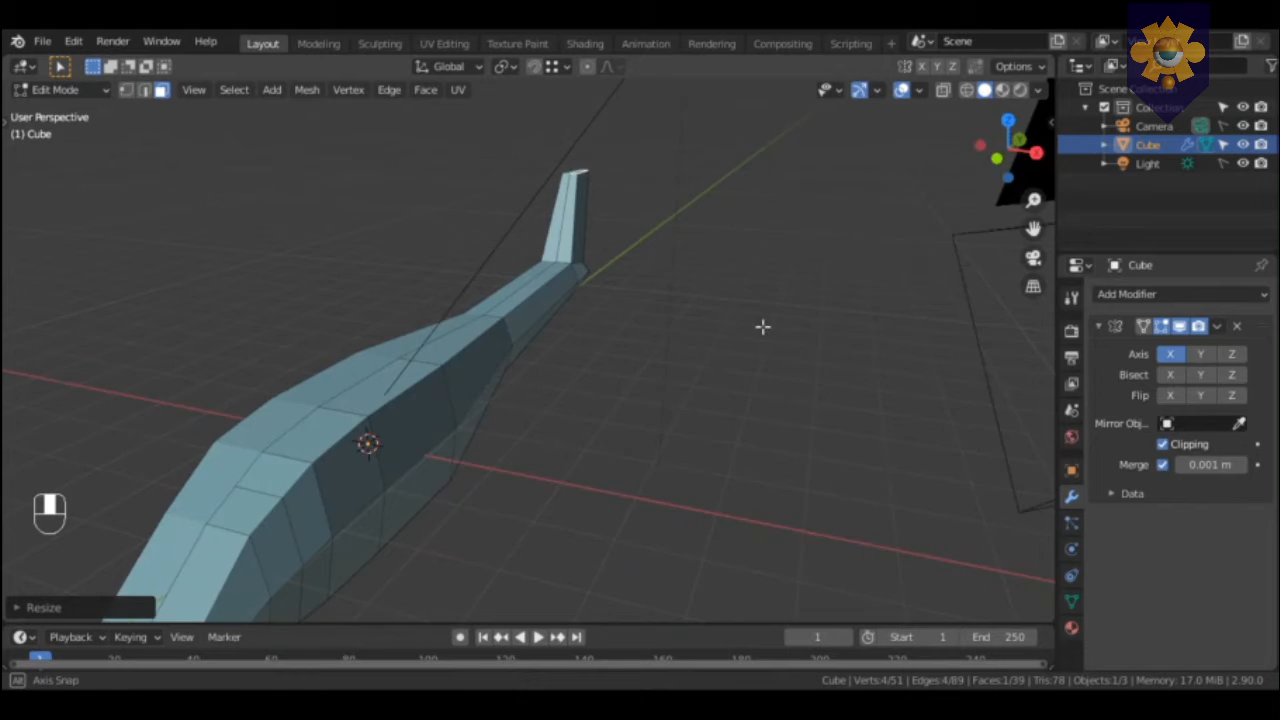 File Edit Render Window Help Layout Modeling Sculpting UV Editing Texture Paint Shading Animation Rendering Compositing Scripting + Scene
Global X Y Z Options
Edit Mode View Select Add Mesh Vertex Edge Face UV
User Perspective
(1) Cube
Z
X
Camera
Cube
Light
Cube
Add Modifier
Axis X Y Z
Bisect X Y Z
Flip X Y Z
Mirror Obj...
Clipping
Merge 0.001 m
Data
Resize
Playback Keying View Marker 1 Start 1 End 250
Axis Snap Cube | Verts:4/51 | Edges:4/89 | Faces:1/39 | Tris:78 | Objects:1/3 | Memory: 17.0 MiB | 2.90.0